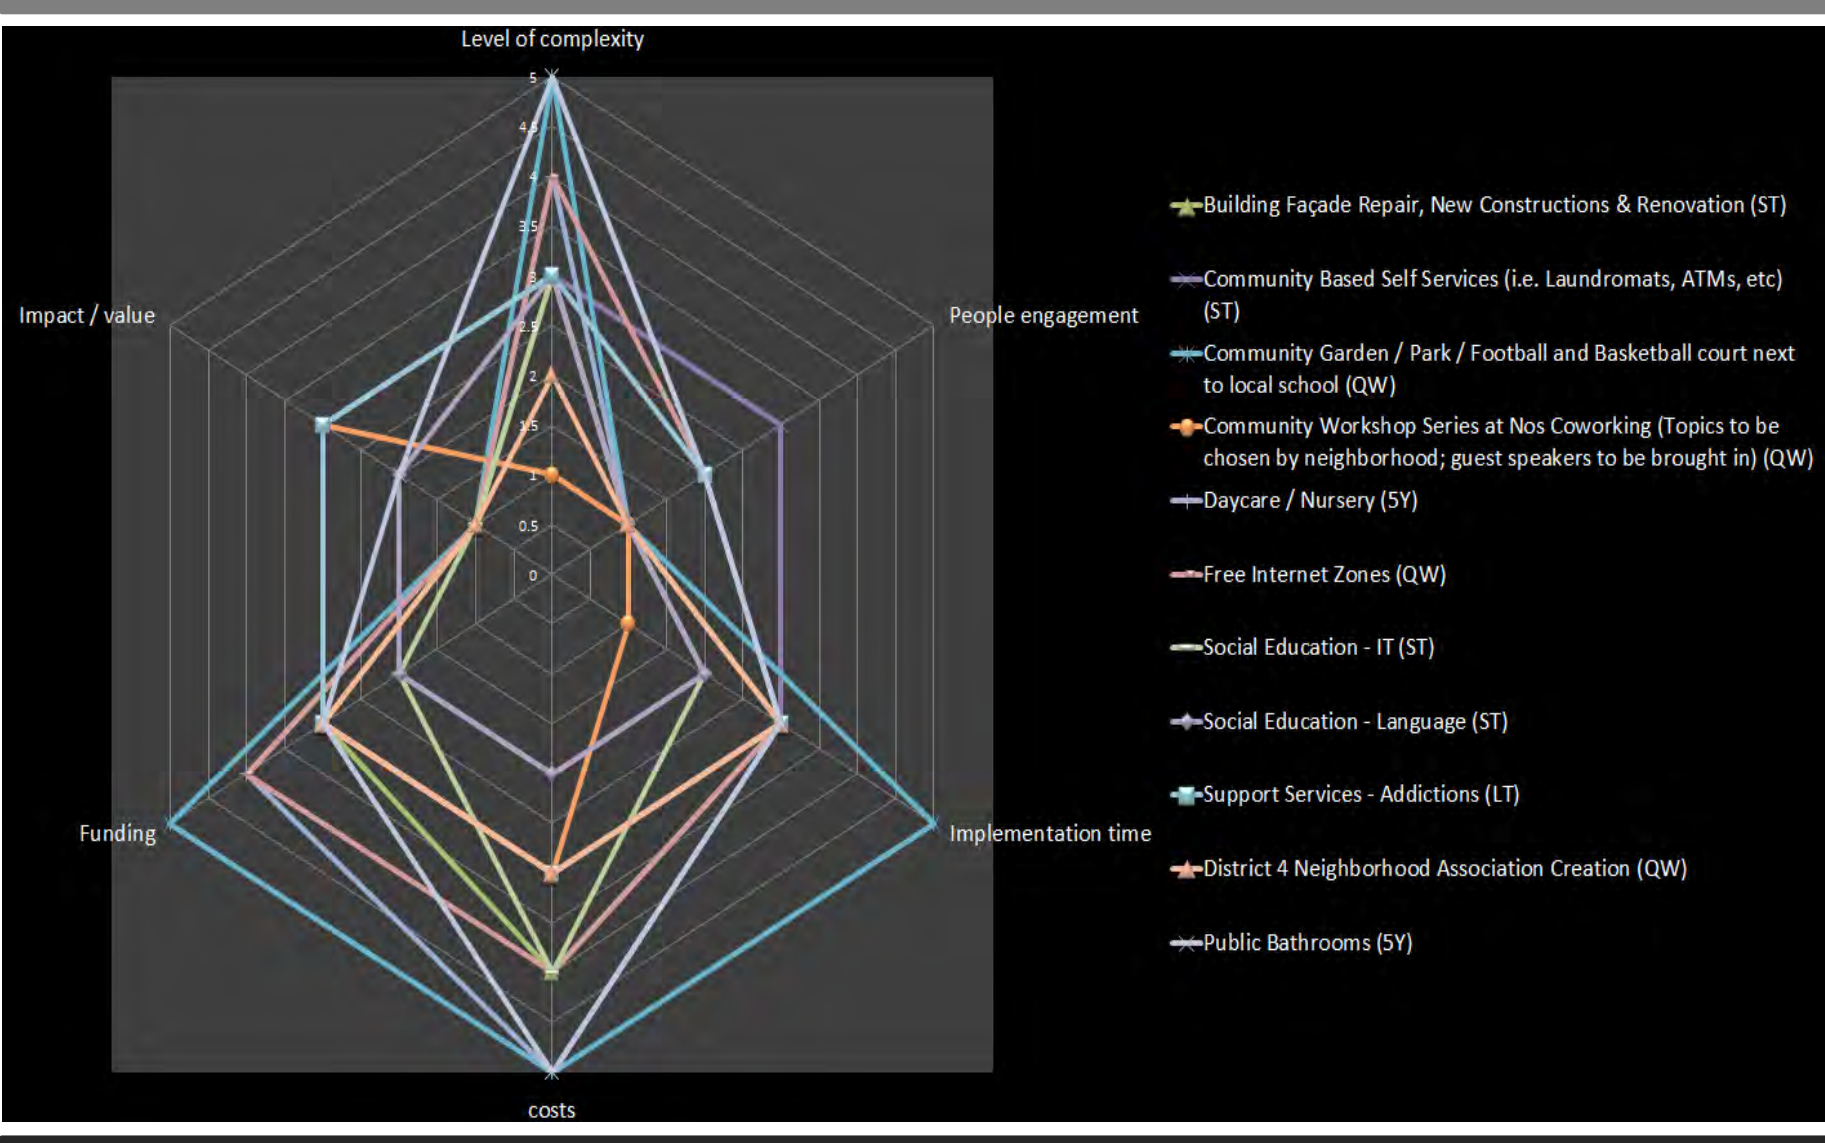 Level of complexity
5
4.5
4
3.5
3
2.5
2
1.5
1
0.5
0
Impact / value
People engagement
Funding
Implementation time
costs
Building Façade Repair, New Constructions & Renovation (ST)
Community Based Self Services (i.e. Laundromats, ATMs, etc)
(ST)
Community Garden / Park / Football and Basketball court next
to local school (QW)
Community Workshop Series at Nos Coworking (Topics to be
chosen by neighborhood; guest speakers to be brought in) (QW)
Daycare / Nursery (5Y)
Free Internet Zones (QW)
Social Education - IT (ST)
Social Education - Language (ST)
Support Services - Addictions (LT)
District 4 Neighborhood Association Creation (QW)
Public Bathrooms (5Y)